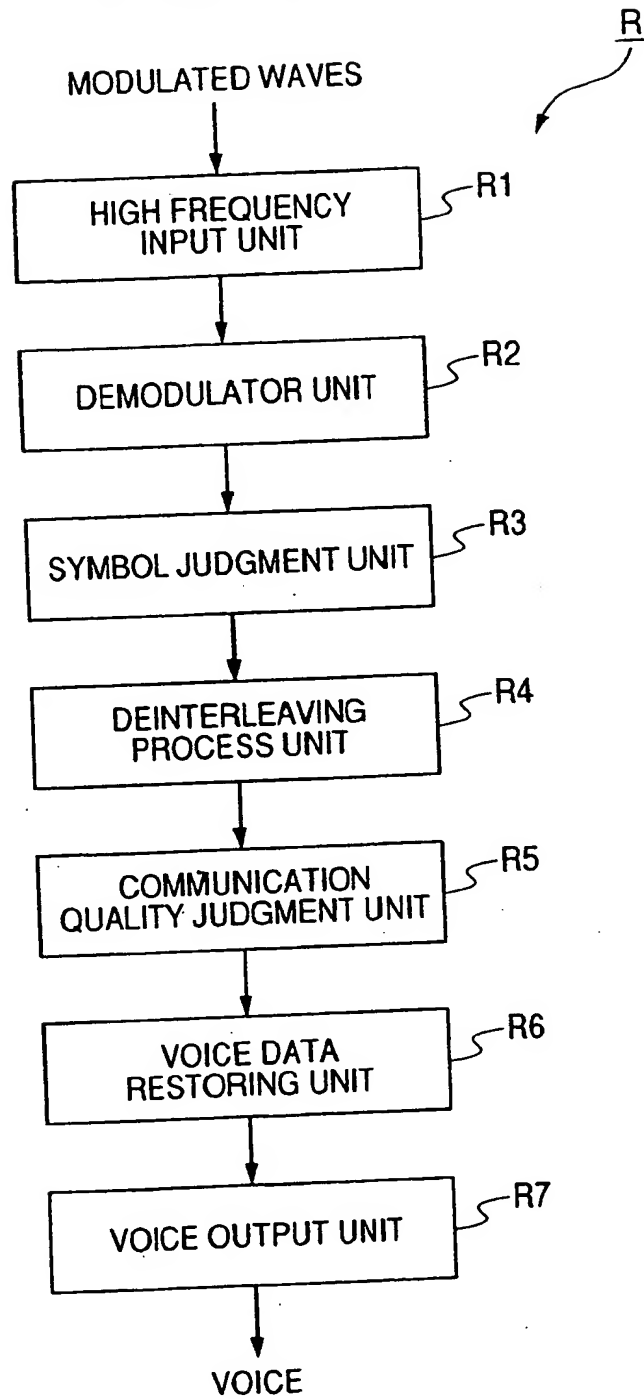 R
MODULATED WAVES
HIGH FREQUENCY
INPUT UNIT
R1
DEMODULATOR UNIT
R2
SYMBOL JUDGMENT UNIT
R3
DEINTERLEAVING
PROCESS UNIT
R4
COMMUNICATION
QUALITY JUDGMENT UNIT
R5
VOICE DATA
RESTORING UNIT
R6
VOICE OUTPUT UNIT
R7
VOICE